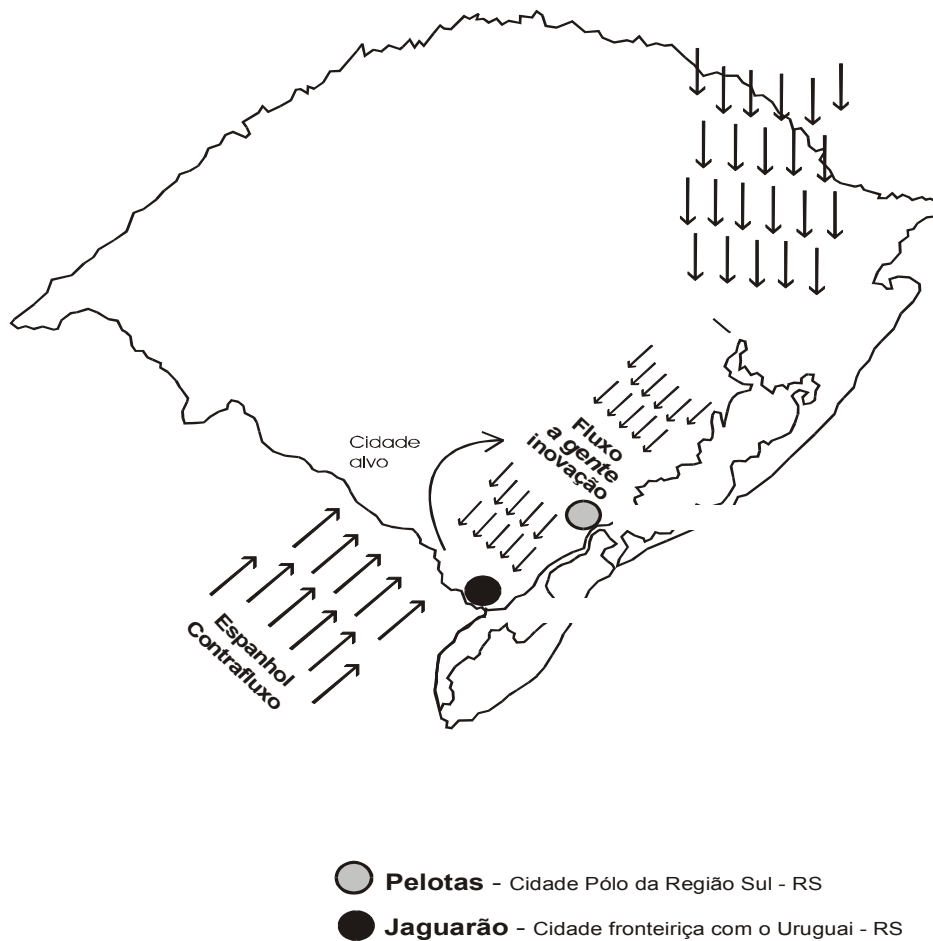 Cidade
alvo
Fluxo
a gente
inovação
Espanhol
Contrafluxo
Pelotas - Cidade Pólo da Região Sul - RS
Jaguarão - Cidade fronteiriça com o Uruguai - RS